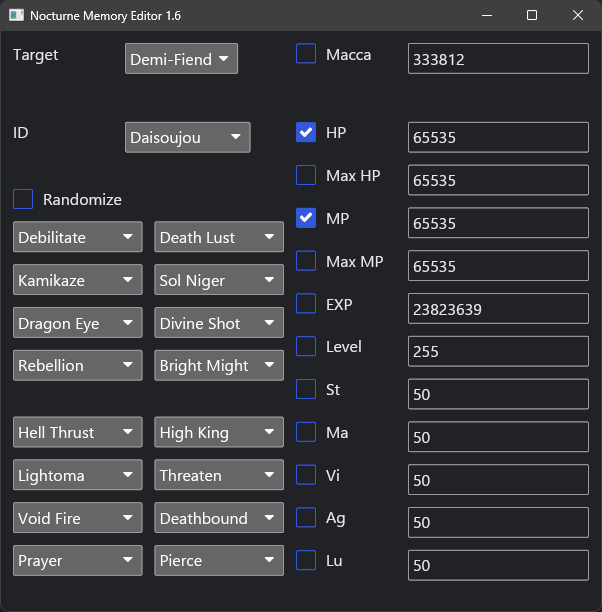 Nocturne Memory Editor 1.6
Target Demi-Fiend Macca 333812
ID Daisoujou HP 65535
Max HP 65535
Randomize
MP 65535
Debilitate Death Lust
Max MP 65535
Kamikaze Sol Niger
EXP 23823639
Dragon Eye Divine Shot
Level 255
Rebellion Bright Might
St 50
Hell Thrust High King Ma 50
Lightoma Threaten Vi 50
Void Fire Deathbound Ag 50
Prayer Pierce Lu 50